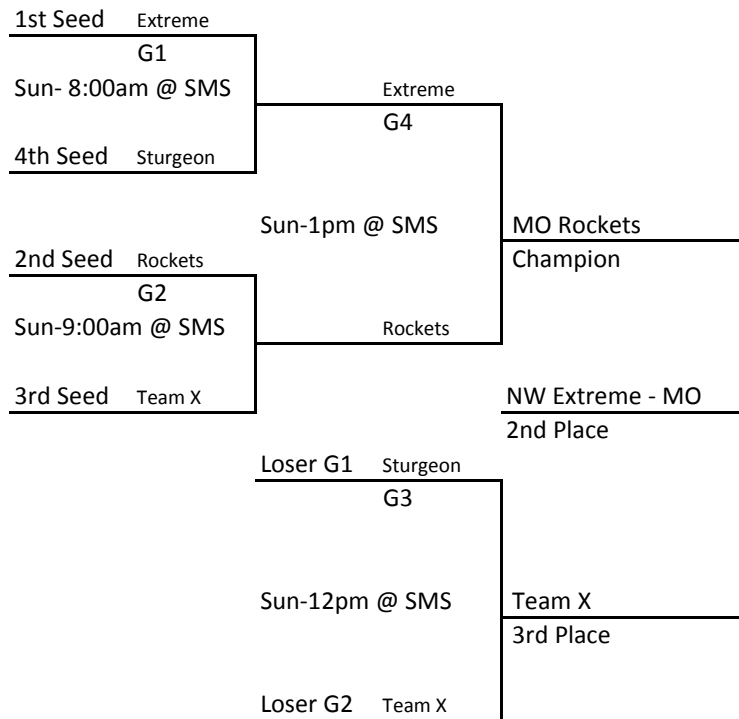 1st Seed Extreme
G1
Sun- 8:00am @ SMS
Extreme
G4
4th Seed Sturgeon
Sun-1pm @ SMS
MO Rockets
2nd Seed Rockets
Champion
G2
Sun-9:00am @ SMS
Rockets
3rd Seed Team X
NW Extreme - MO
2nd Place
Loser G1 Sturgeon
G3
Sun-12pm @ SMS
Team X
3rd Place
Loser G2 Team X